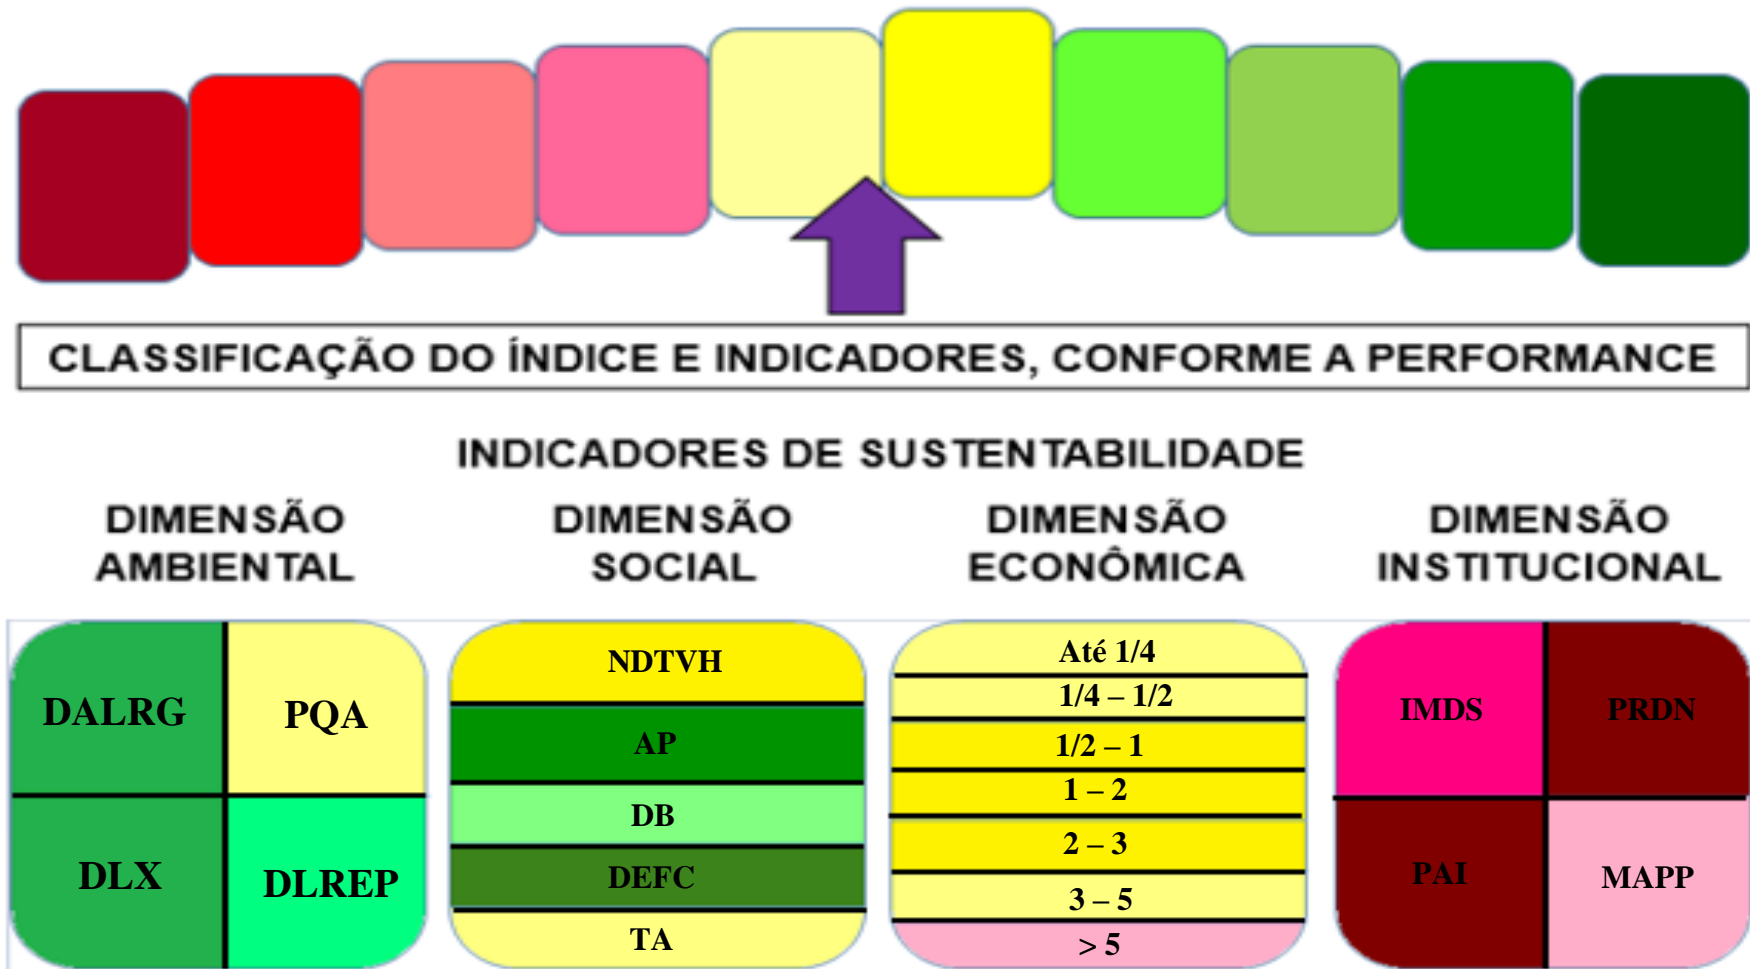 CLASSIFICAÇÃO DO ÍNDICE E INDICADORES, CONFORME A PERFORMANCE
INDICADORES DE SUSTENTABILIDADE
DIMENSÃO
AMBIENTAL
DIMENSÃO
SOCIAL
DIMENSÃO
ECONÔMICA
DIMENSÃO
INSTITUCIONAL
DALRG
PQA
DLX
DLREP
NDTVH
AP
DB
DEFC
TA
Até 1/4
1/4 – 1/2
1/2 – 1
1 – 2
2 – 3
3 – 5
> 5
IMDS
PRDN
PAI
MAPP